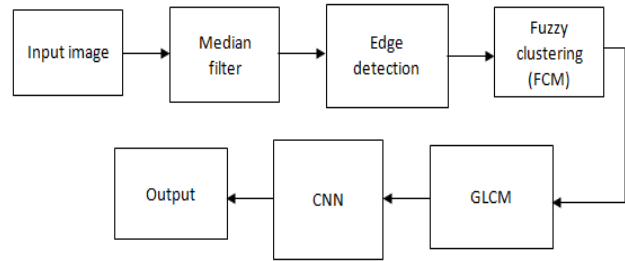 Input image
Median
filter
Edge
detection
Fuzzy
clustering
(FCM)
GLCM
CNN
Output